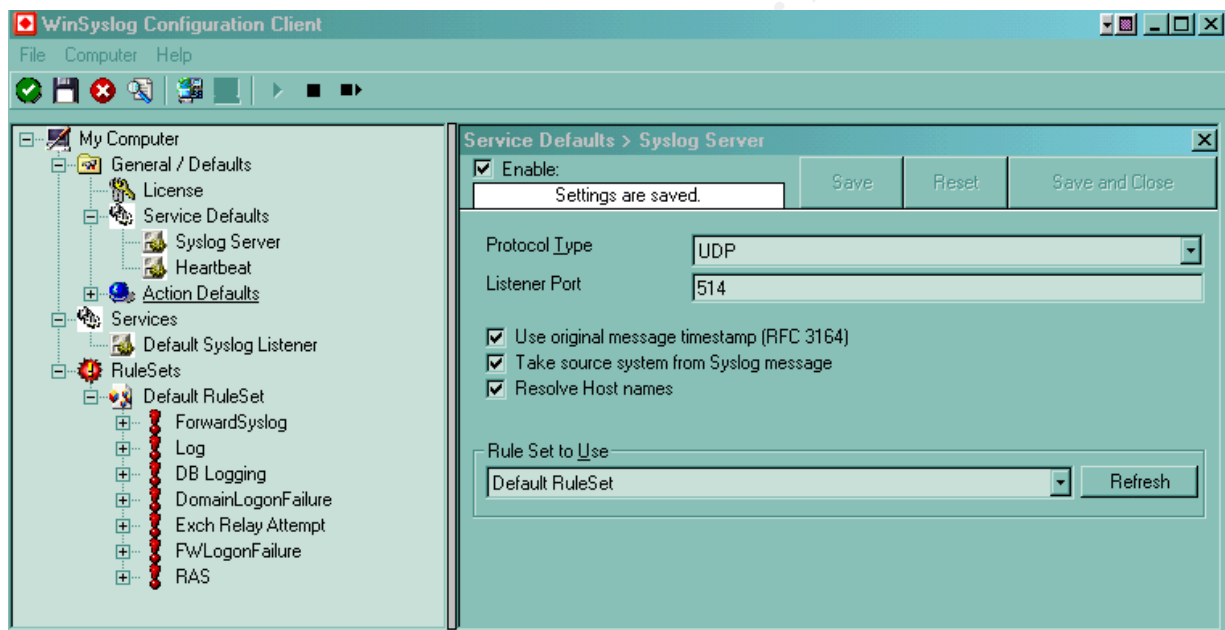 WinSyslog Configuration Client
File Computer Help
My Computer
General / Defaults
License
Service Defaults
Syslog Server
Heartbeat
Action Defaults
Services
Default Syslog Listener
RuleSets
Default RuleSet
ForwardSyslog
Log
DB Logging
DomainLogonFailure
Exch Relay Attempt
FWLogonFailure
RAS
Service Defaults > Syslog Server
Enable:
Settings are saved.
Save Reset Save and Close
Protocol Type UDP
Listener Port 514
Use original message timestamp (RFC 3164)
Take source system from Syslog message
Resolve Host names
Rule Set to Use
Default RuleSet Refresh